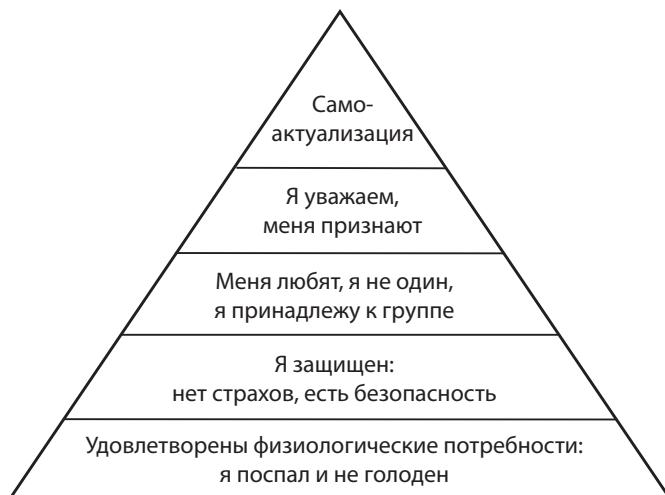 Само-
актуализация
Я уважаем,
меня признают
Меня любят, я не один,
я принадлежу к группе
Я защищен:
нет страхов, есть безопасность
Удовлетворены физиологические потребности:
я поспал и не голоден